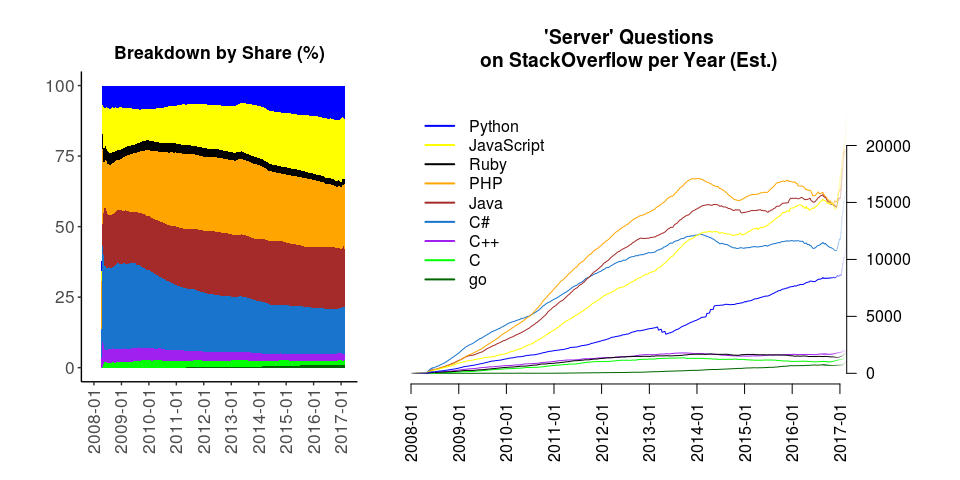 Breakdown by Share (%)
100
75
50
25
0
2008-01
2009-01
2010-01
2011-01
2012-01
2013-01
2014-01
2015-01
2016-01
2017-01
'Server' Questions
on StackOverflow per Year (Est.)
Python
JavaScript
Ruby
PHP
Java
C#
C++
C
go
20000
15000
10000
5000
0
2008-01
2009-01
2010-01
2011-01
2012-01
2013-01
2014-01
2015-01
2016-01
2017-01